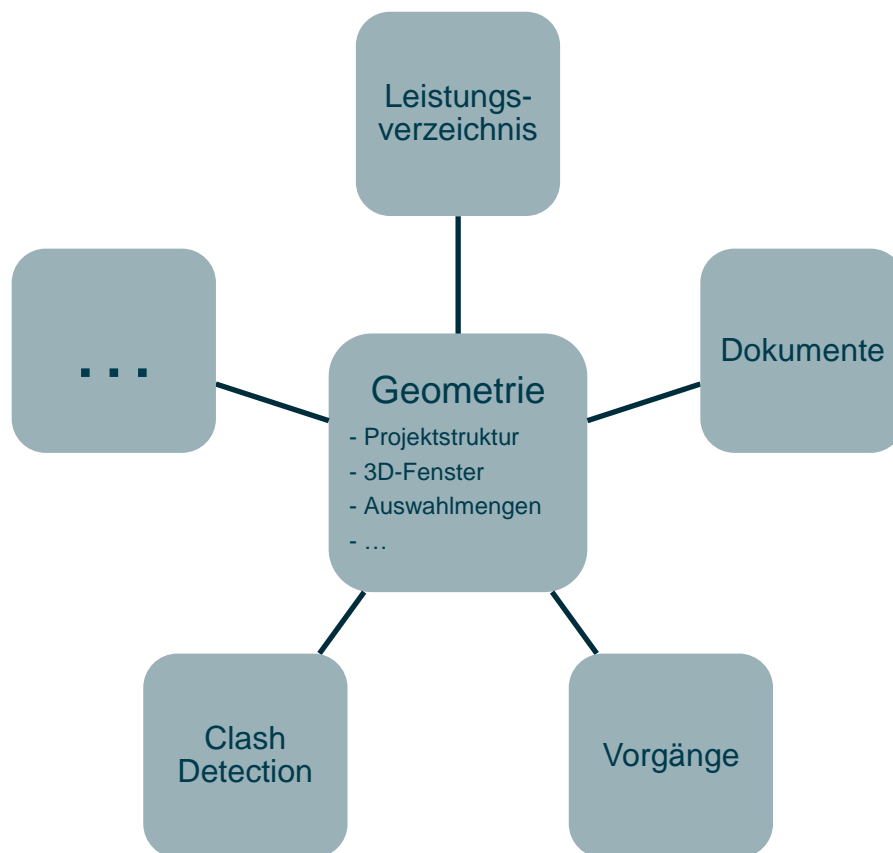 Leistungs-
verzeichnis
...
Dokumente
Geometrie
- Projektstruktur
- 3D-Fenster
- Auswahlmengen
- …
Clash
Detection
Vorgänge